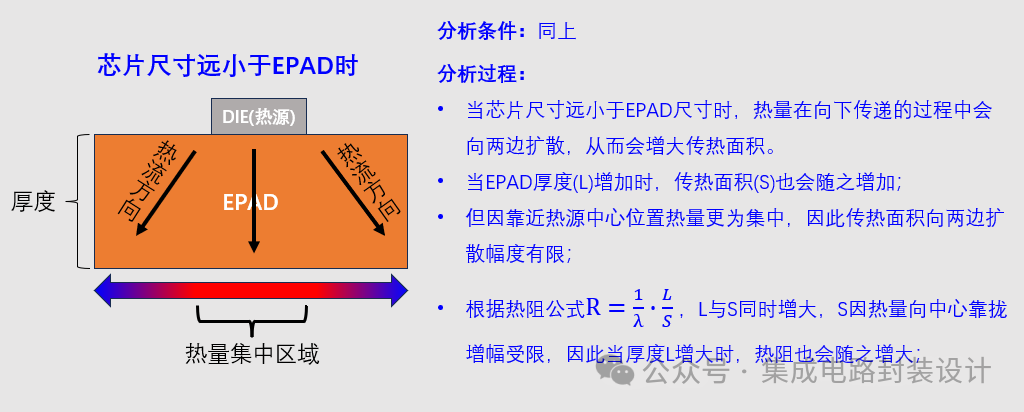 芯片尺寸远小于EPAD时
DIE(热源)
热流方向
热流方向
EPAD
厚度
热量集中区域
分析条件：同上
分析过程：
• 当芯片尺寸远小于EPAD尺寸时，热量在向下传递的过程中会
向两边扩散，从而会增大传热面积。
• 当EPAD厚度(L)增加时，传热面积(S)也会随之增加；
• 但因靠近热源中心位置热量更为集中，因此传热面积向两边扩
散幅度有限；
• 根据热阻公式R = 1/λ · L/S ，L与S同时增大，S因热量向中心靠拢
增幅受限，因此当厚度L增大时，热阻也会随之增大；
公众号 · 集成电路封装设计